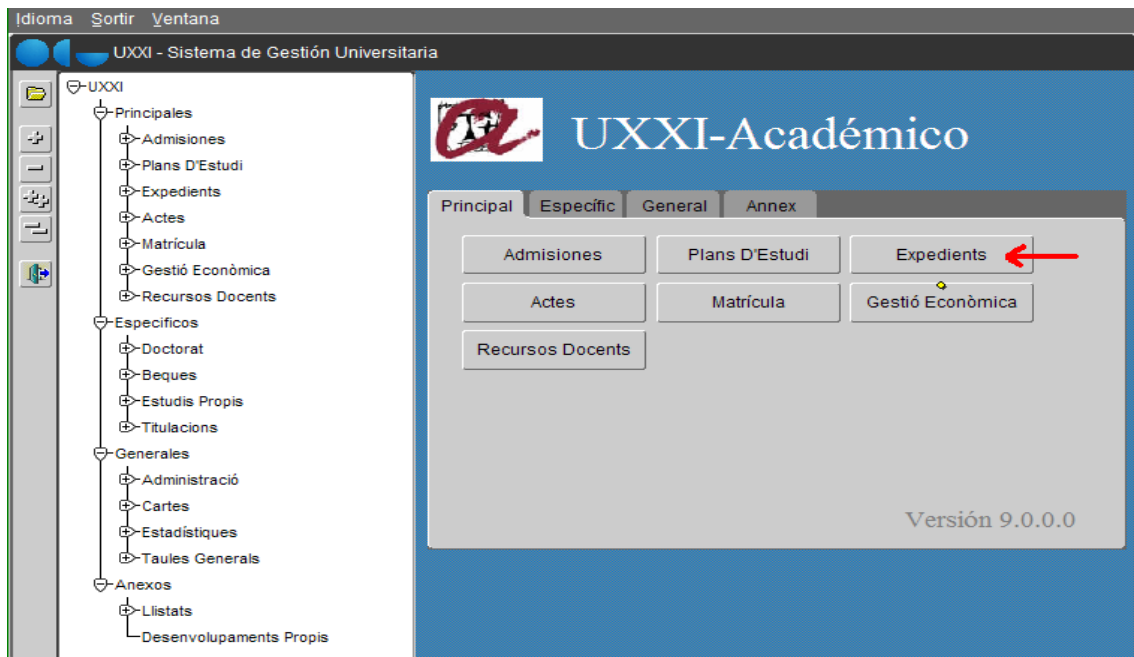 Idioma Sortir Ventana
UXXI - Sistema de Gestión Universitaria
UXXI
Principales
Admisiones
Plans D'Estudi
Expedients
Actes
Matrícula
Gestió Econòmica
Recursos Docents
Especificos
Doctorat
Beques
Estudis Propis
Titulacions
Generales
Administració
Cartes
Estadístiques
Taules Generals
Anexos
Llistats
Desenvolupaments Propis
UXXI-Académico
Principal Específic General Annex
Admisiones Plans D'Estudi Expedients
Actes Matrícula Gestió Econòmica
Recursos Docents
Versión 9.0.0.0